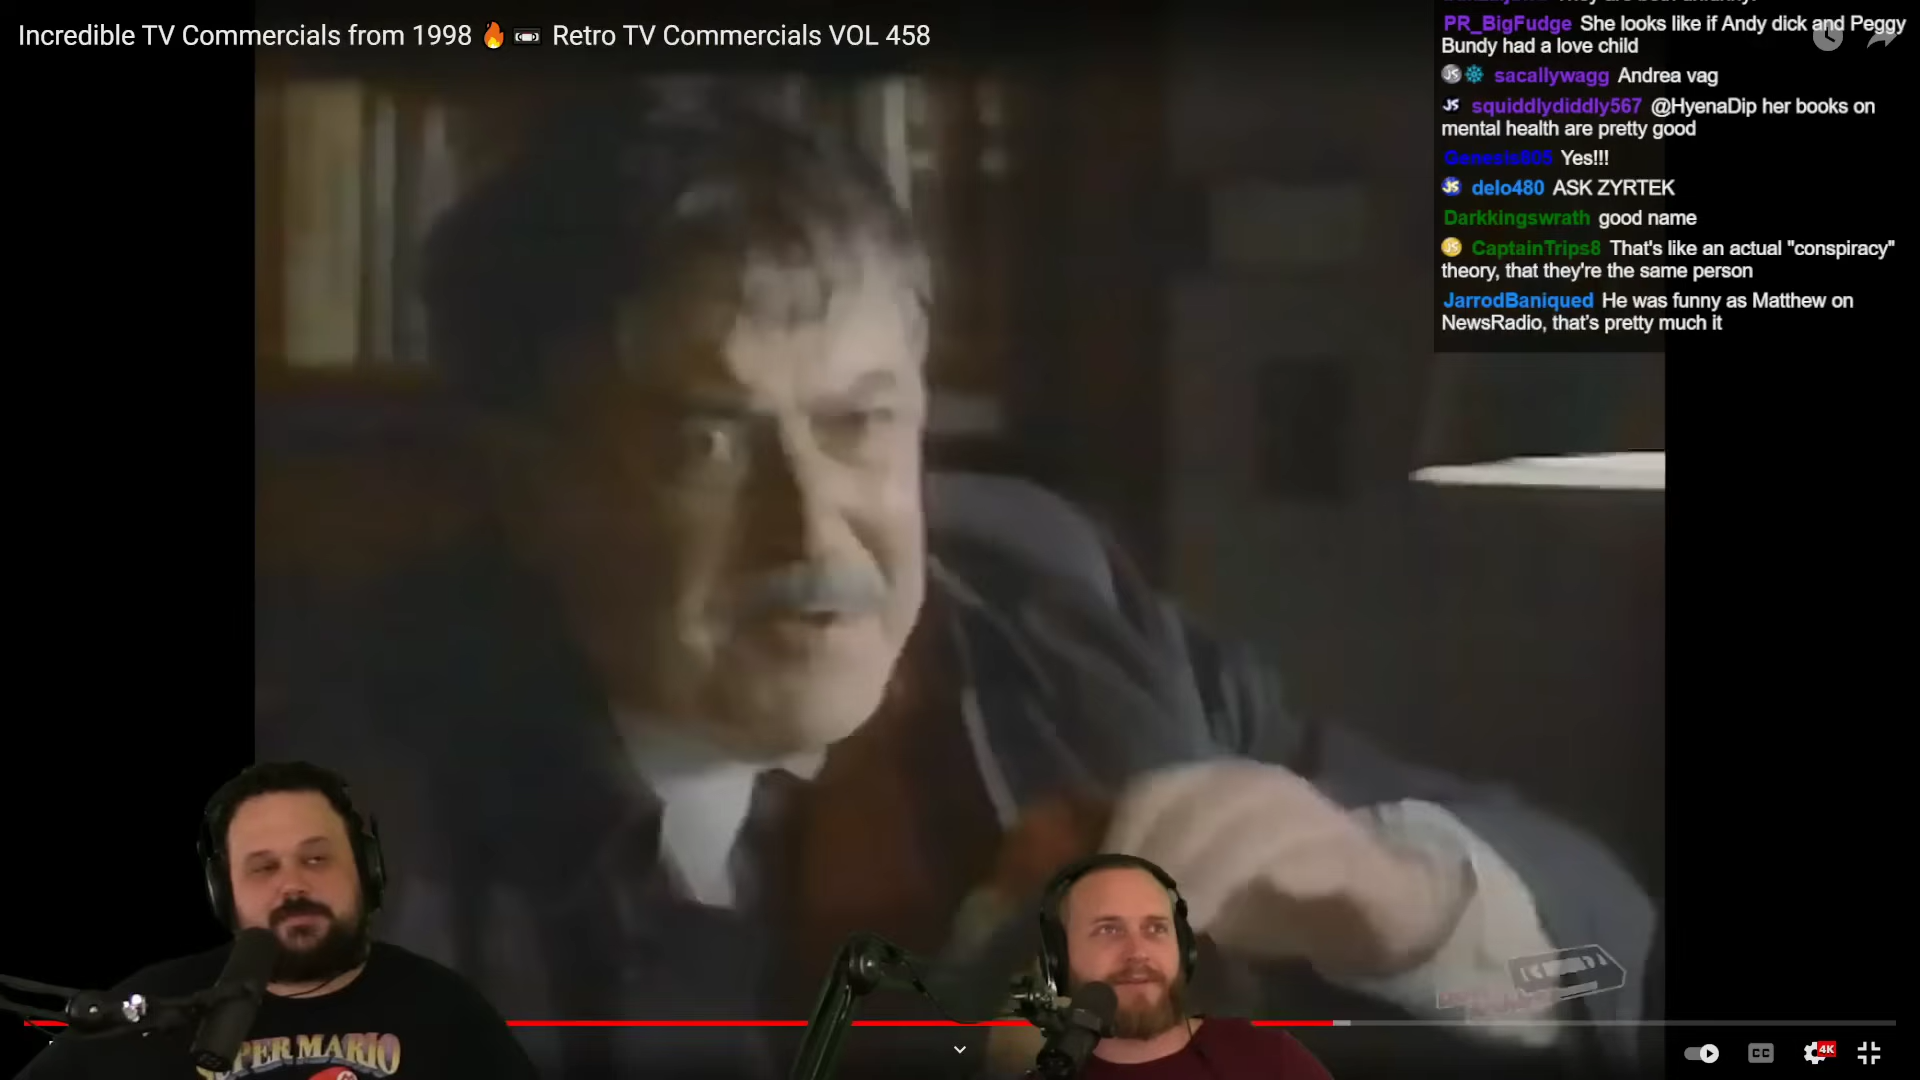 Incredible TV Commercials from 1998 🔥📼 Retro TV Commercials VOL 458
PR_BigFudge She looks like if Andy dick and Peggy
Bundy had a love child
sacallywagg Andrea vag
squiddlydiddly567 @HyenaDip her books on
mental health are pretty good
Genesis805 Yes!!!
delo480 ASK ZYRTEK
Darkkingswrath good name
CaptainTrips8 That's like an actual "conspiracy"
theory, that they're the same person
JarrodBaniqued He was funny as Matthew on
NewsRadio, that's pretty much it
PER MARIO
CC
4K